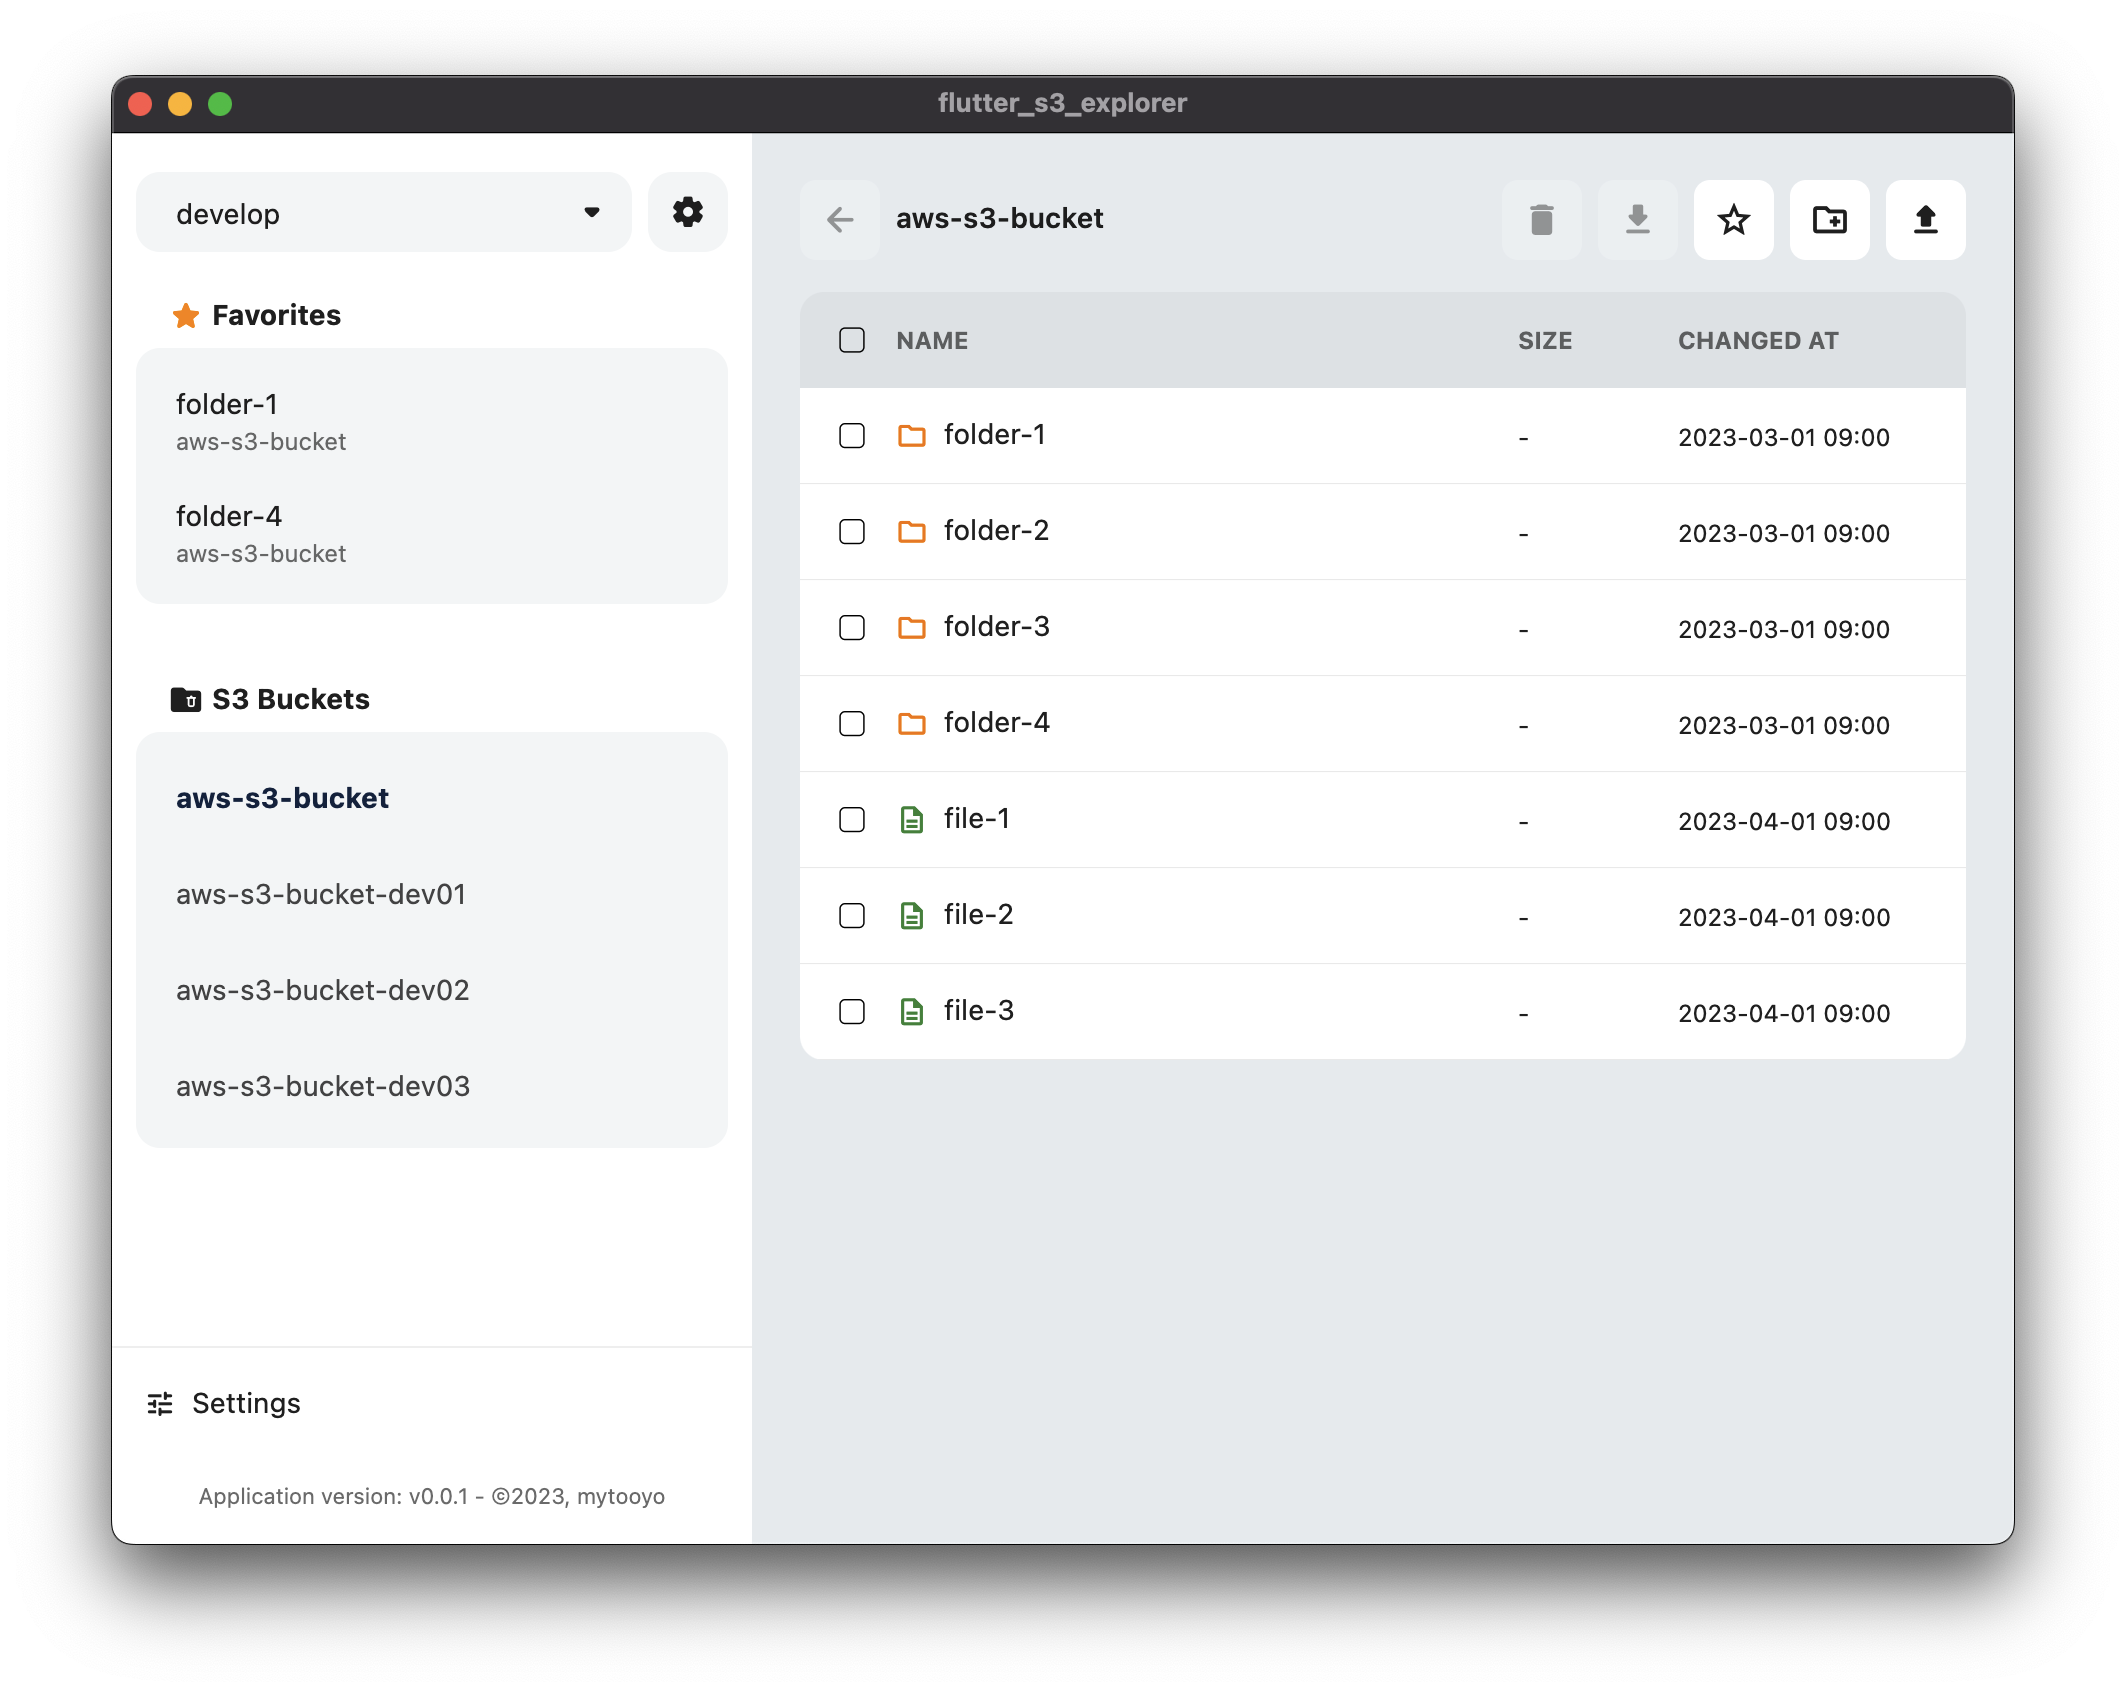 flutter_s3_explorer
develop
Favorites
folder-1
aws-s3-bucket
folder-4
aws-s3-bucket
S3 Buckets
aws-s3-bucket
aws-s3-bucket-dev01
aws-s3-bucket-dev02
aws-s3-bucket-dev03
Settings
Application version: v0.0.1 - ©2023, mytooyo
aws-s3-bucket
NAME SIZE CHANGED AT
folder-1 - 2023-03-01 09:00
folder-2 - 2023-03-01 09:00
folder-3 - 2023-03-01 09:00
folder-4 - 2023-03-01 09:00
file-1 - 2023-04-01 09:00
file-2 - 2023-04-01 09:00
file-3 - 2023-04-01 09:00